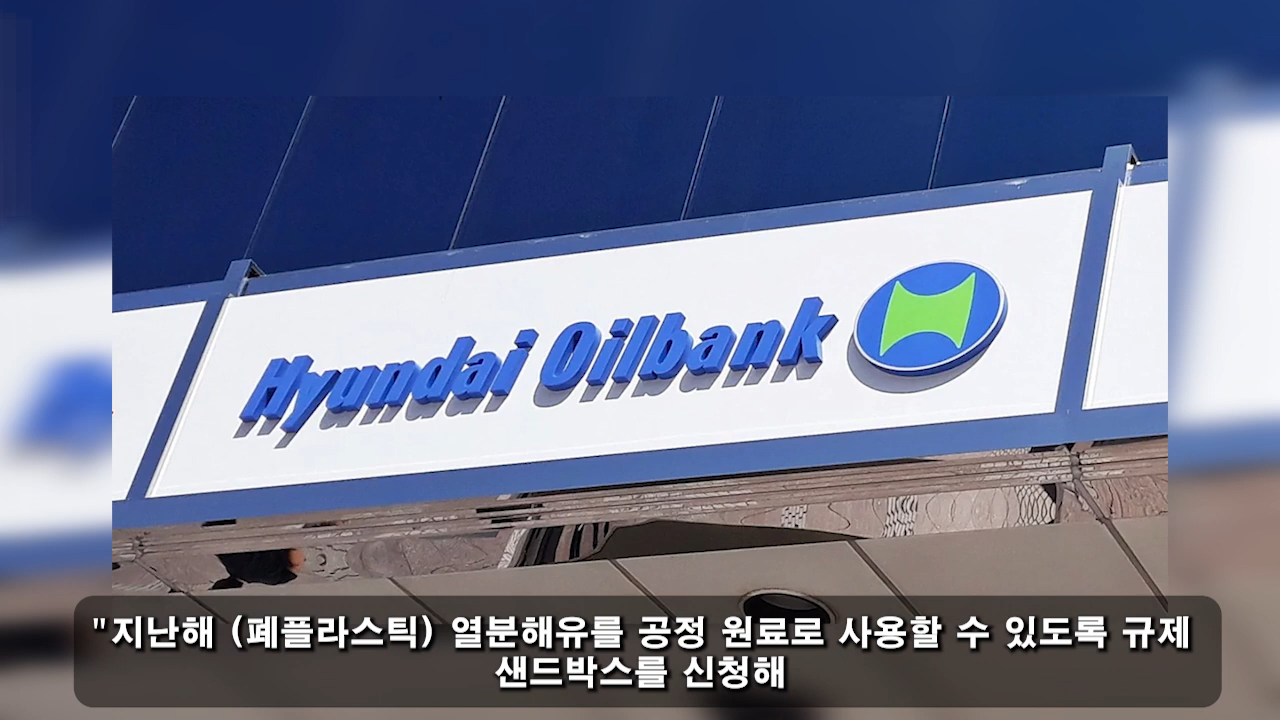 Hyundai Oilbank
"지난해 (폐플라스틱) 열분해유를 공정 원료로 사용할 수 있도록 규제
샌드박스를 신청해